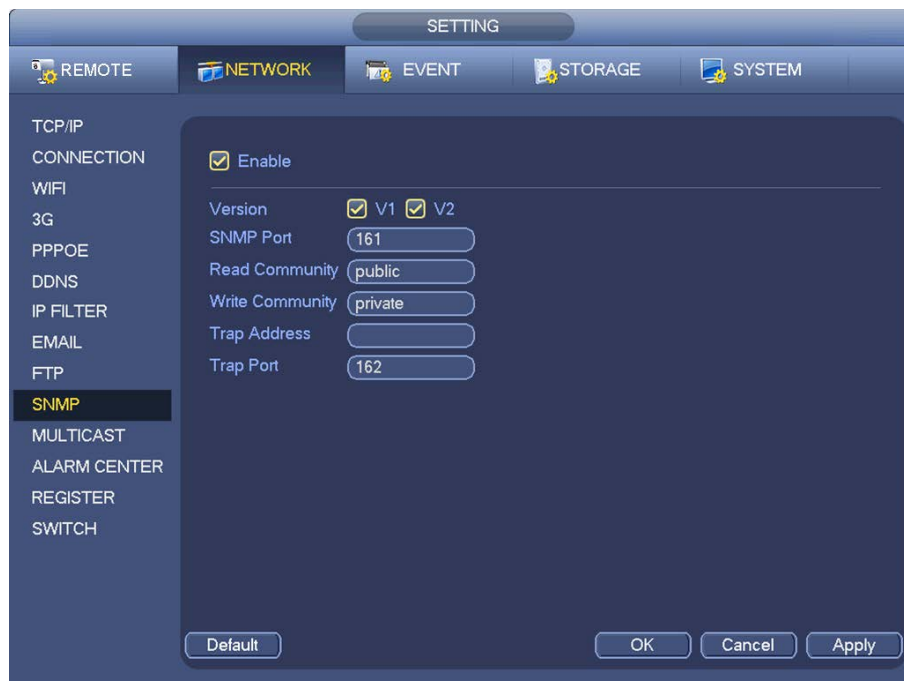 SETTING
REMOTE NETWORK EVENT STORAGE SYSTEM
TCP/IP
CONNECTION
WIFI
3G
PPPOE
DDNS
IP FILTER
EMAIL
FTP
SNMP
MULTICAST
ALARM CENTER
REGISTER
SWITCH
Enable
Version V1 V2
SNMP Port 161
Read Community public
Write Community private
Trap Address
Trap Port 162
Default OK Cancel Apply